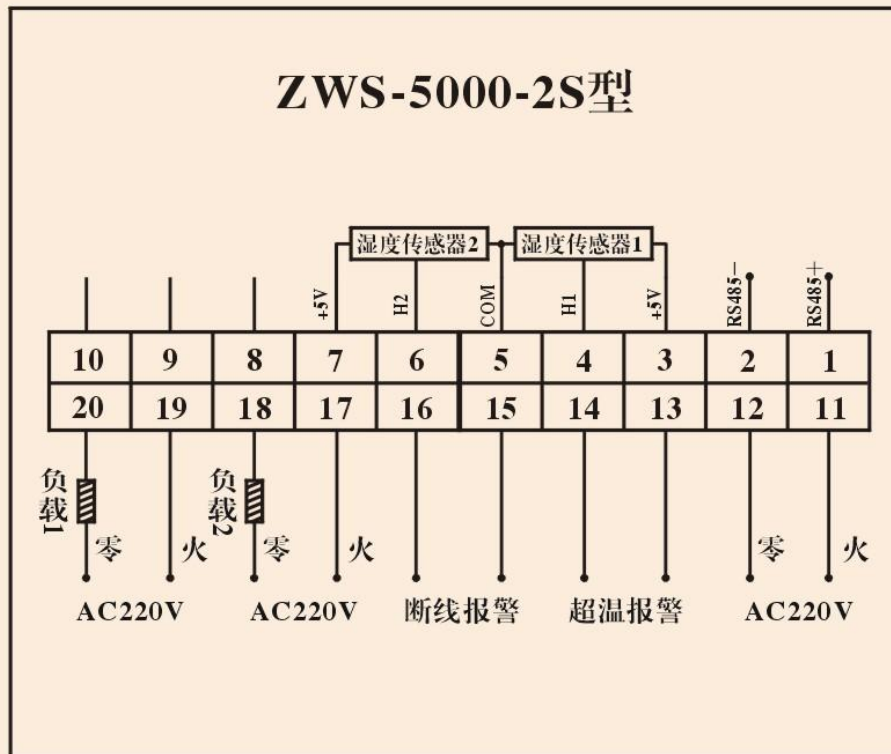 ZWS-5000-2S型
湿度传感器2
湿度传感器1
+5V
H2
COM
H1
+5V
RS485−
RS485+
10 9 8 7 6 5 4 3 2 1
20 19 18 17 16 15 14 13 12 11
负载1
负载2
零 火 零 火 零 火
AC220V AC220V 断线报警 超温报警 AC220V